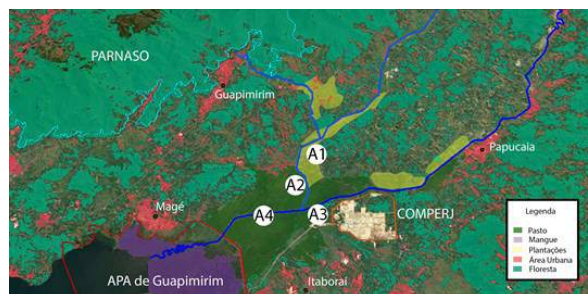 PARNASO
Guapimirim
A1
Papucaia
A2
Magé
A4
A3
COMPERJ
APA de Guapimirim
Itaboraí
Legenda
Pasto
Mangue
Plantações
Área Urbana
Floresta